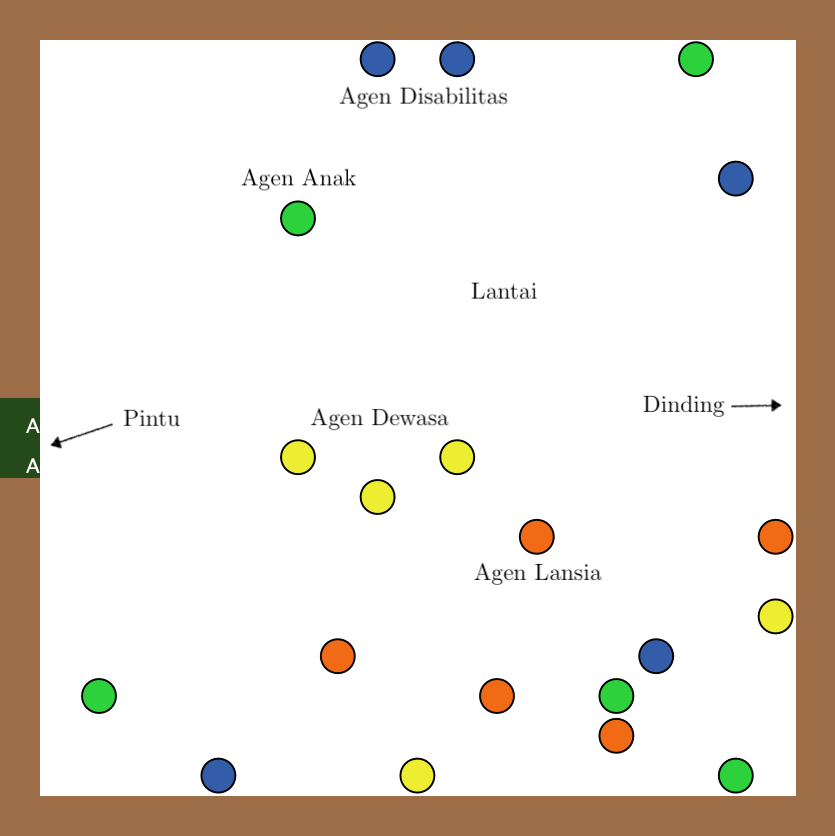 Agen Disabilitas
Agen Anak
Lantai
Dinding
Pintu
Agen Dewasa
A
A
Agen Lansia